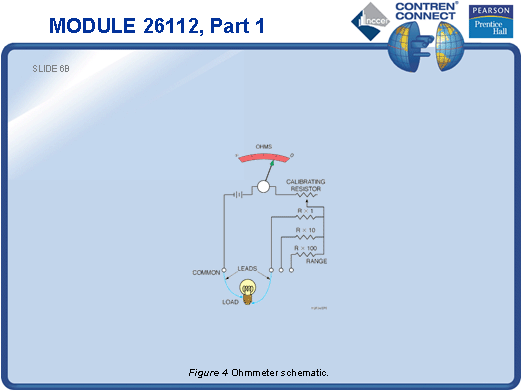 MODULE 26112, Part 1
nccer
CONTREN®
CONNECT
PEARSON
Prentice
Hall
SLIDE 6B
OHMS
CALIBRATING
RESISTOR
R × 1
R × 10
R × 100
RANGE
COMMON
LEADS
LOAD
Figure 4 Ohmmeter schematic.